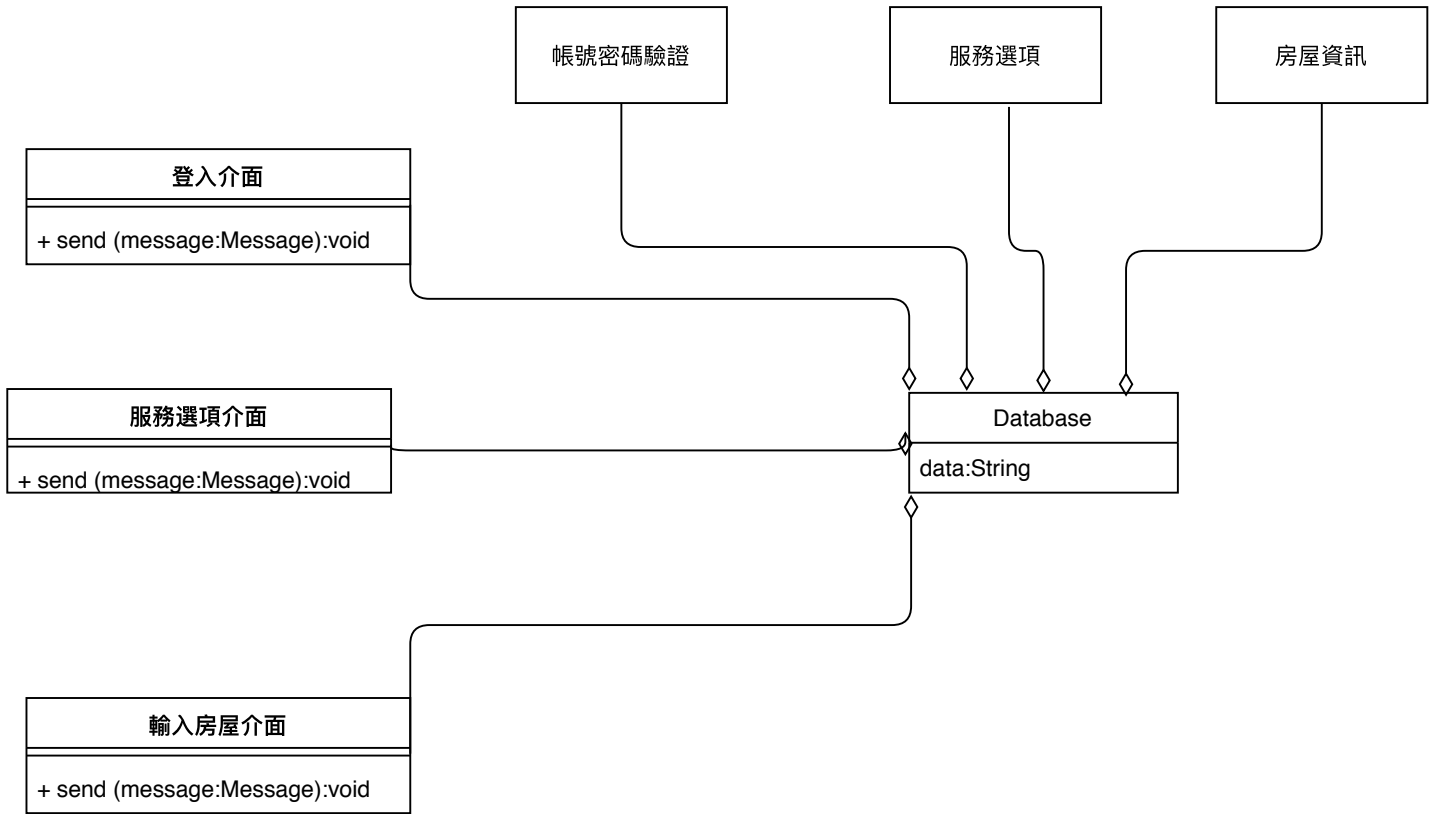 帳號密碼驗證
服務選項
房屋資訊
登入介面
+ send (message:Message):void
服務選項介面
+ send (message:Message):void
Database
data:String
輸入房屋介面
+ send (message:Message):void